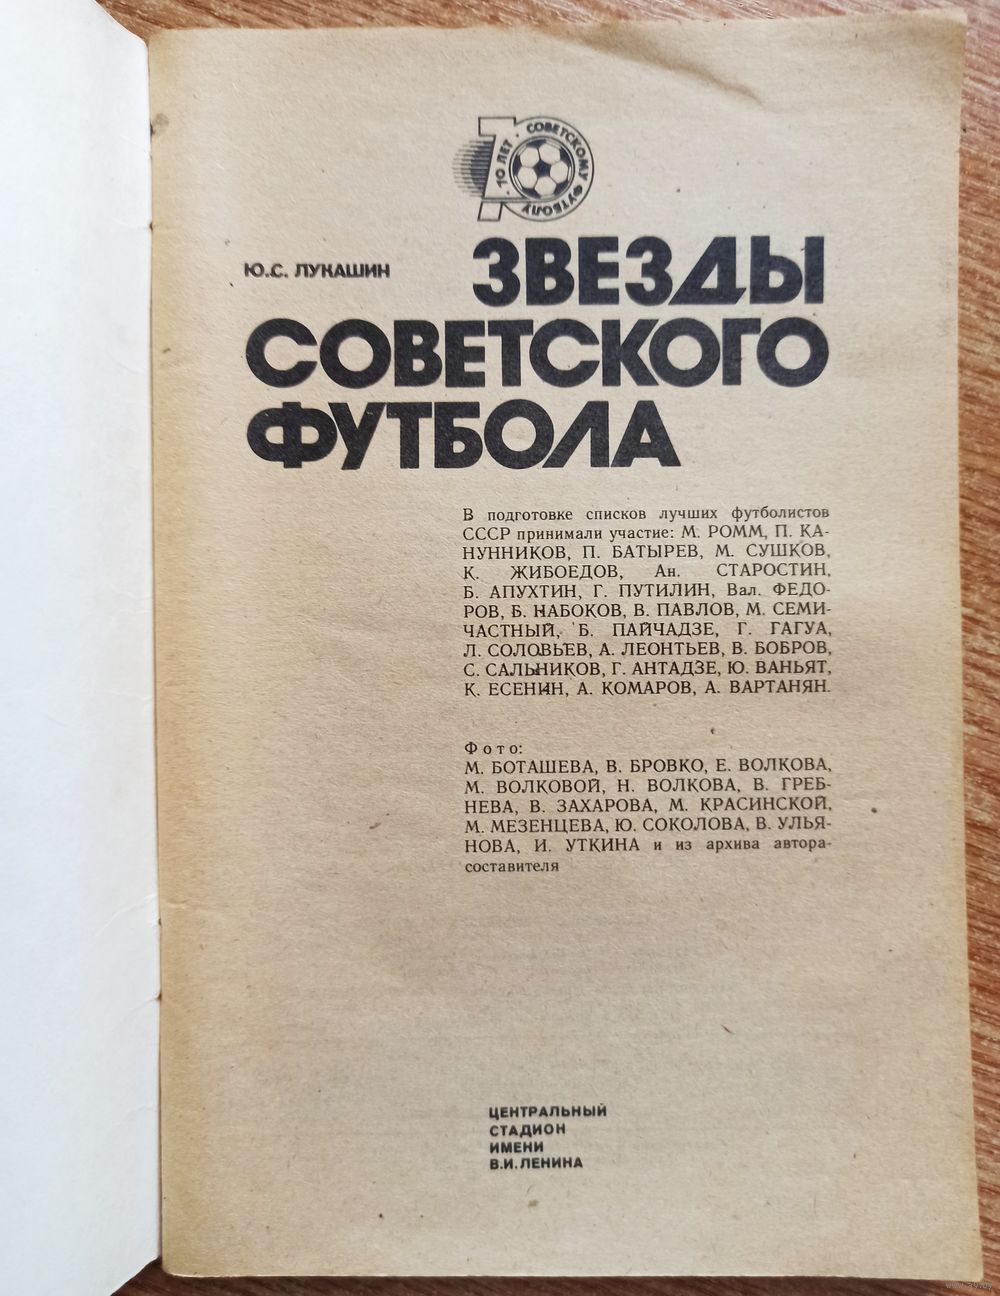 70 ЛЕТ · СОВЕТСКОМУ ФУТБОЛУ
Ю.С. ЛУКАШИН
ЗВЕЗДЫ
СОВЕТСКОГО
ФУТБОЛА
В подготовке списков лучших футболистов
СССР принимали участие: М. РОММ, П. КА-
НУННИКОВ, П. БАТЫРЕВ, М. СУШКОВ,
К. ЖИБОЕДОВ, Ан. СТАРОСТИН,
Б. АПУХТИН, Г. ПУТИЛИН, Вал. ФЕДО-
РОВ, Б. НАБОКОВ, В. ПАВЛОВ, М. СЕМИ-
ЧАСТНЫЙ, Б. ПАЙЧАДЗЕ, Г. ГАГУА,
Л. СОЛОВЬЕВ, А. ЛЕОНТЬЕВ, В. БОБРОВ,
С. САЛЬНИКОВ, Г. АНТАДЗЕ, Ю. ВАНЬЯТ,
К. ЕСЕНИН, А. КОМАРОВ, А. ВАРТАНЯН.
Фото:
М. БОТАШЕВА, В. БРОВКО, Е. ВОЛКОВА,
М. ВОЛКОВОЙ, Н. ВОЛКОВА, В. ГРЕБ-
НЕВА, В. ЗАХАРОВА, М. КРАСИНСКОЙ,
М. МЕЗЕНЦЕВА, Ю. СОКОЛОВА, В. УЛЬЯ-
НОВА, И. УТКИНА и из архива автора-
составителя
ЦЕНТРАЛЬНЫЙ
СТАДИОН
ИМЕНИ
В.И. ЛЕНИНА